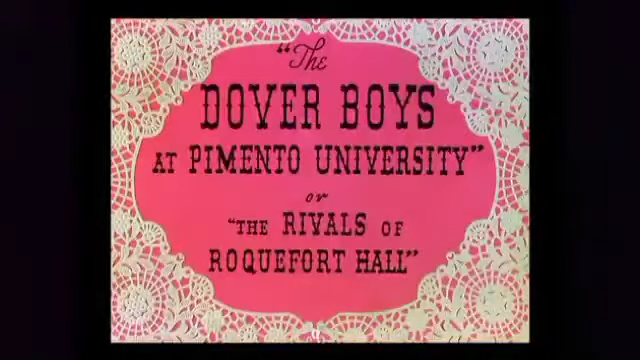 "The
DOVER BOYS
AT PIMENTO UNIVERSITY"
or
"THE RIVALS OF
ROQUEFORT HALL"